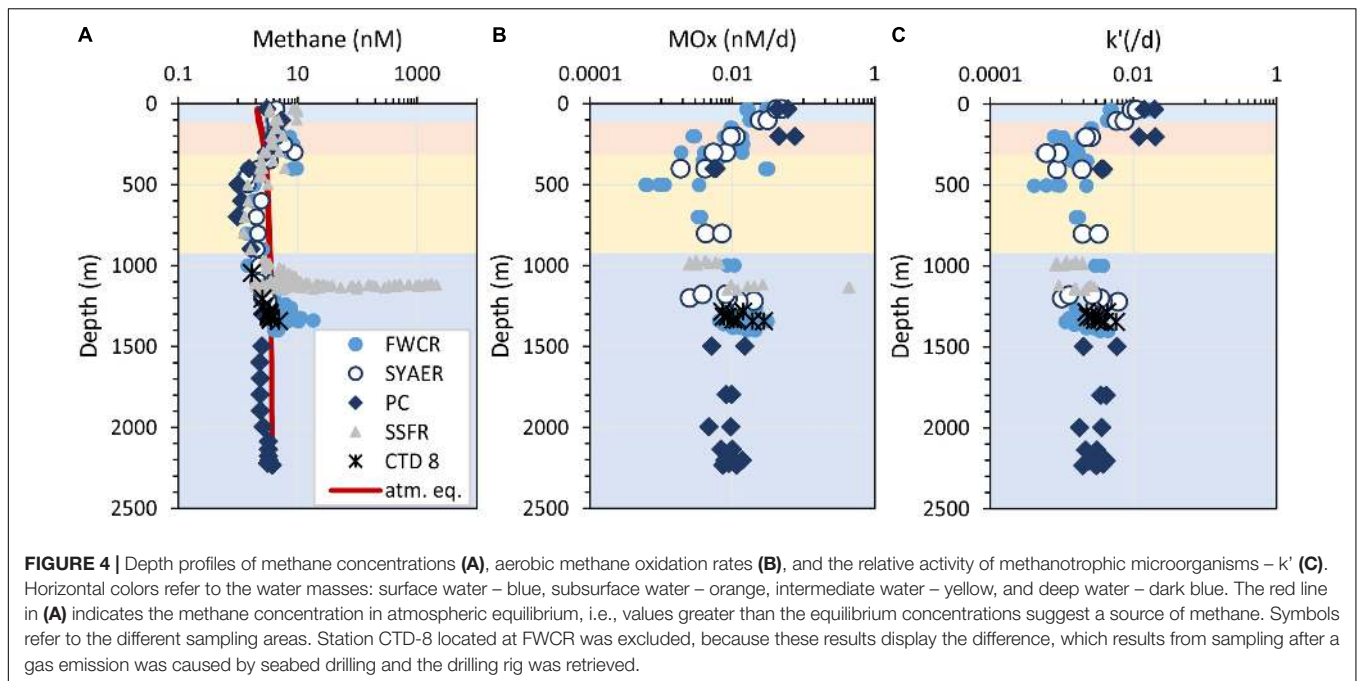 A Methane (nM)
0.1 10 1000
0
500
1000
1500
2000
2500
Depth (m)
FWCR
SYAER
PC
SSFR
CTD 8
atm. eq.
B MOx (nM/d)
0.0001 0.01 1
0
500
1000
1500
2000
2500
Depth (m)
C k'(/d)
0.0001 0.01 1
0
500
1000
1500
2000
2500
Depth (m)
FIGURE 4 | Depth profiles of methane concentrations (A), aerobic methane oxidation rates (B), and the relative activity of methanotrophic microorganisms – k' (C).
Horizontal colors refer to the water masses: surface water – blue, subsurface water – orange, intermediate water – yellow, and deep water – dark blue. The red line
in (A) indicates the methane concentration in atmospheric equilibrium, i.e., values greater than the equilibrium concentrations suggest a source of methane. Symbols
refer to the different sampling areas. Station CTD-8 located at FWCR was excluded, because these results display the difference, which results from sampling after a
gas emission was caused by seabed drilling and the drilling rig was retrieved.